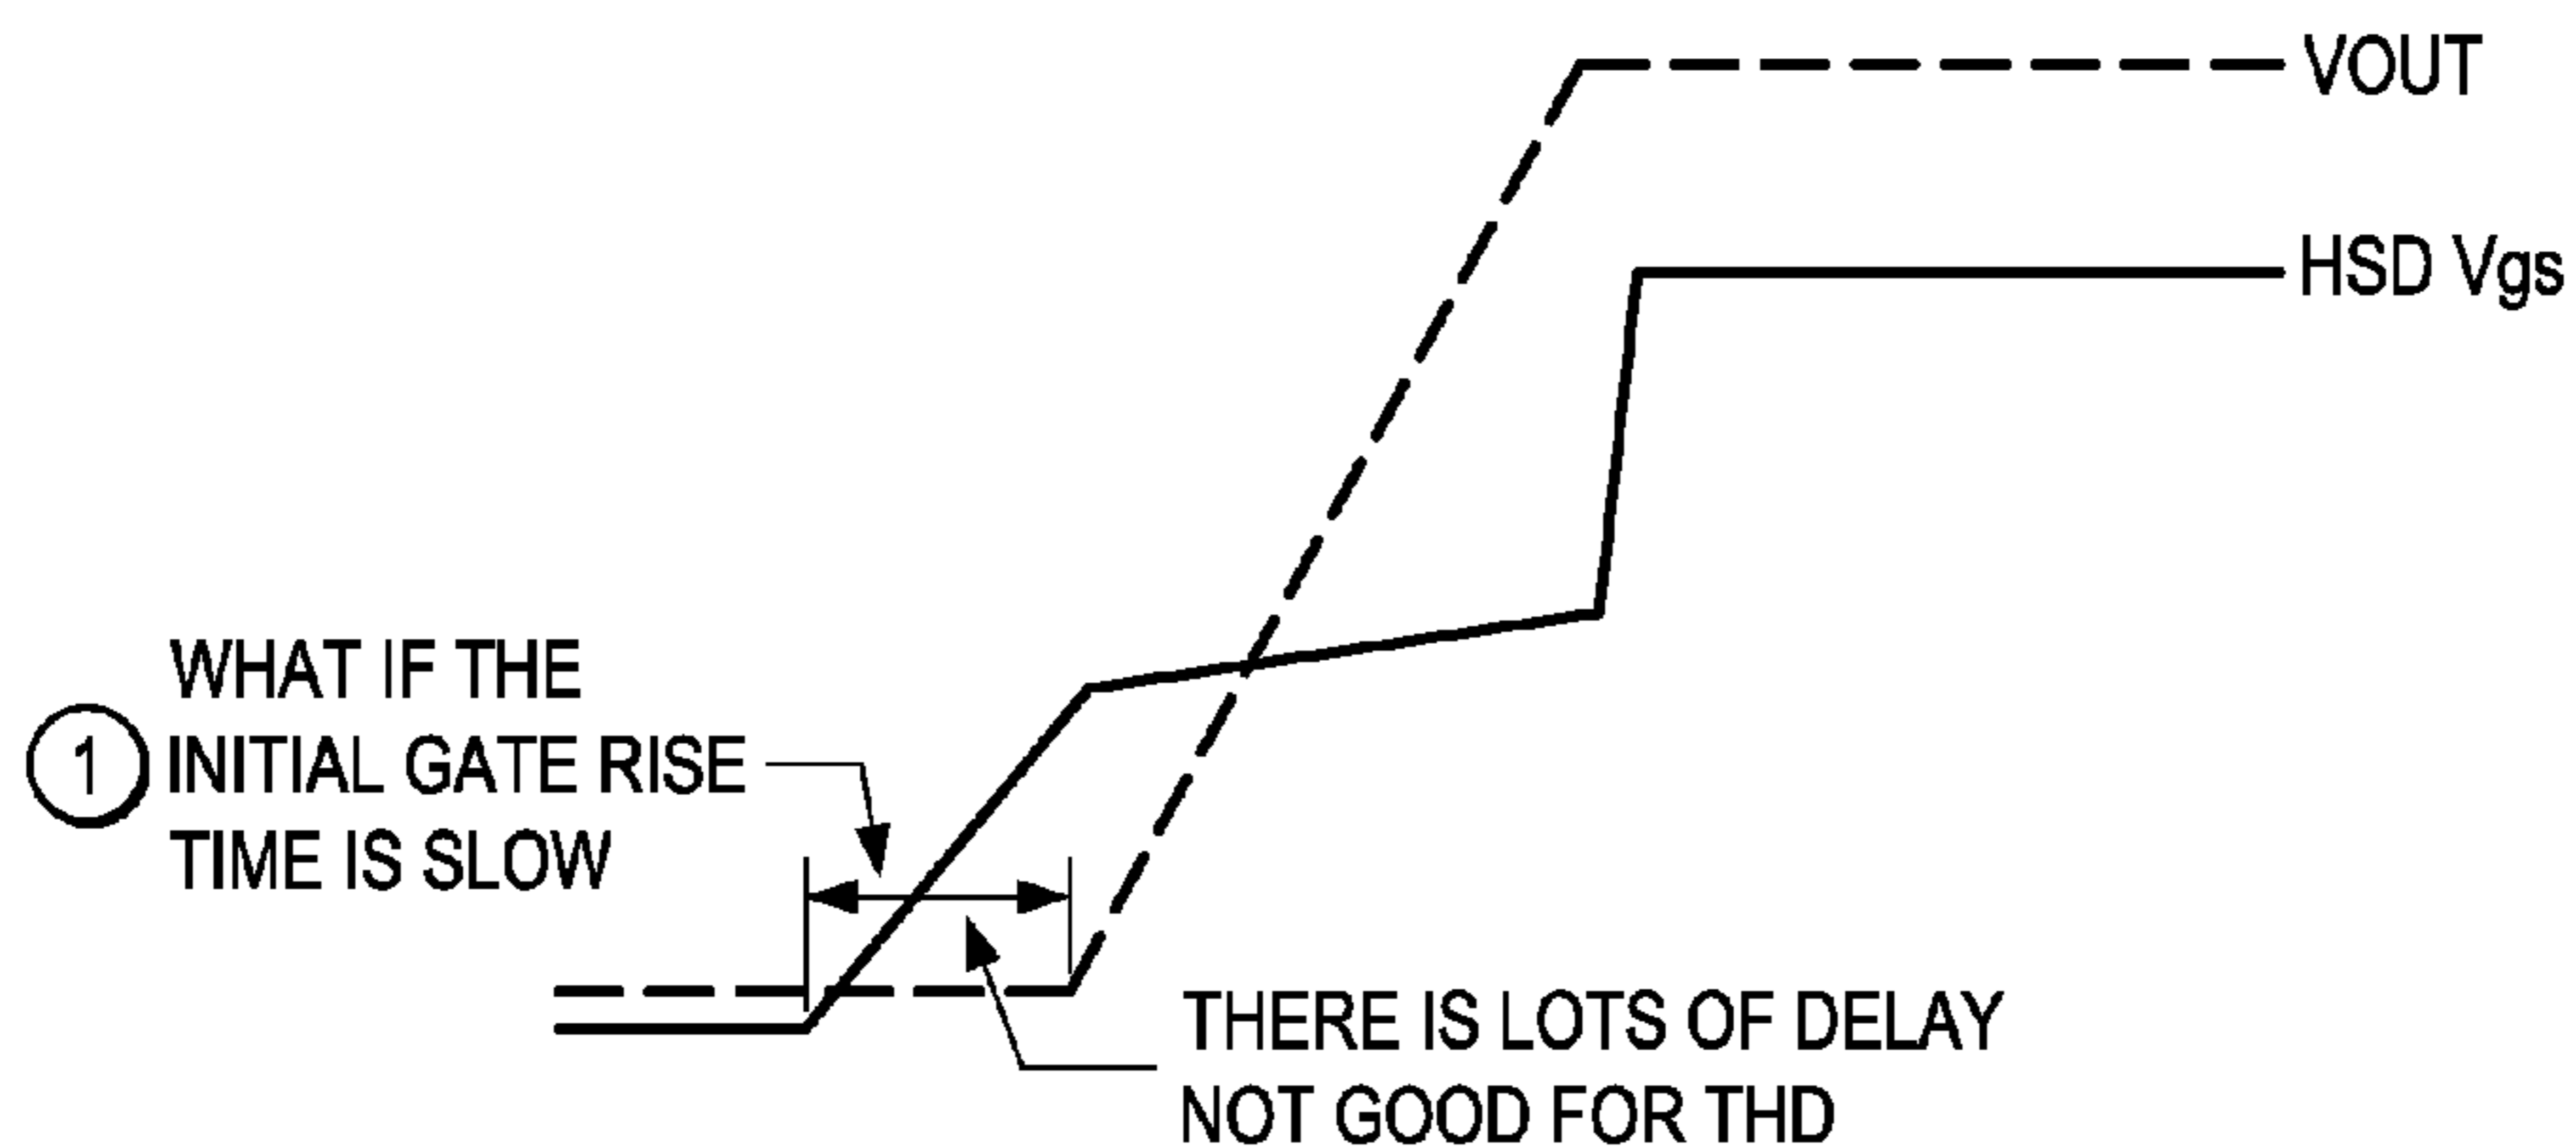 VOUT
HSD Vgs
WHAT IF THE
1 INITIAL GATE RISE
TIME IS SLOW
THERE IS LOTS OF DELAY
NOT GOOD FOR THD